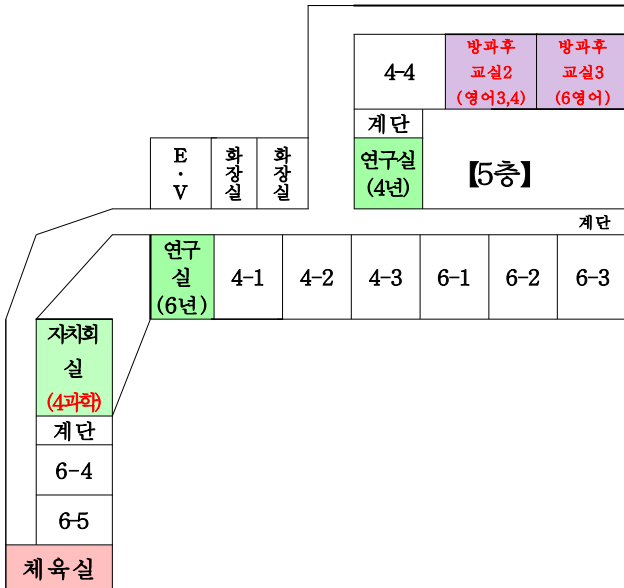 4-4
방과후
교실2
(영어3,4)
방과후
교실3
(6영어)
계단
연구실
(4년)
【5층】
E
·
V
화
장
실
화
장
실
계단
연구
실
(6년)
4-1
4-2
4-3
6-1
6-2
6-3
자치회
실
(4과학)
계단
6-4
6-5
체육실